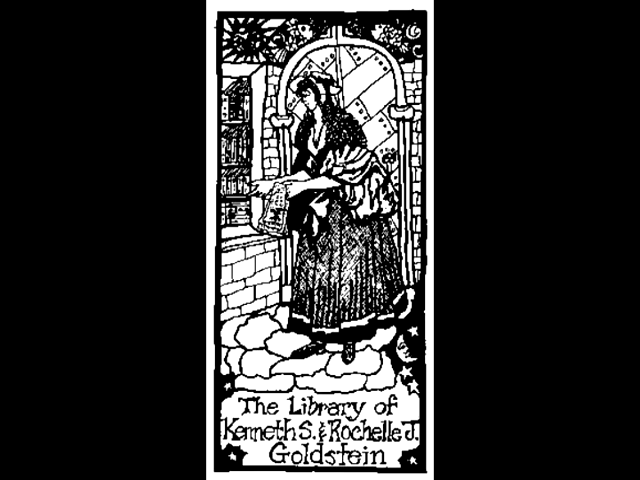 The Library of
Kenneth S. & Rochelle J.
Goldstein